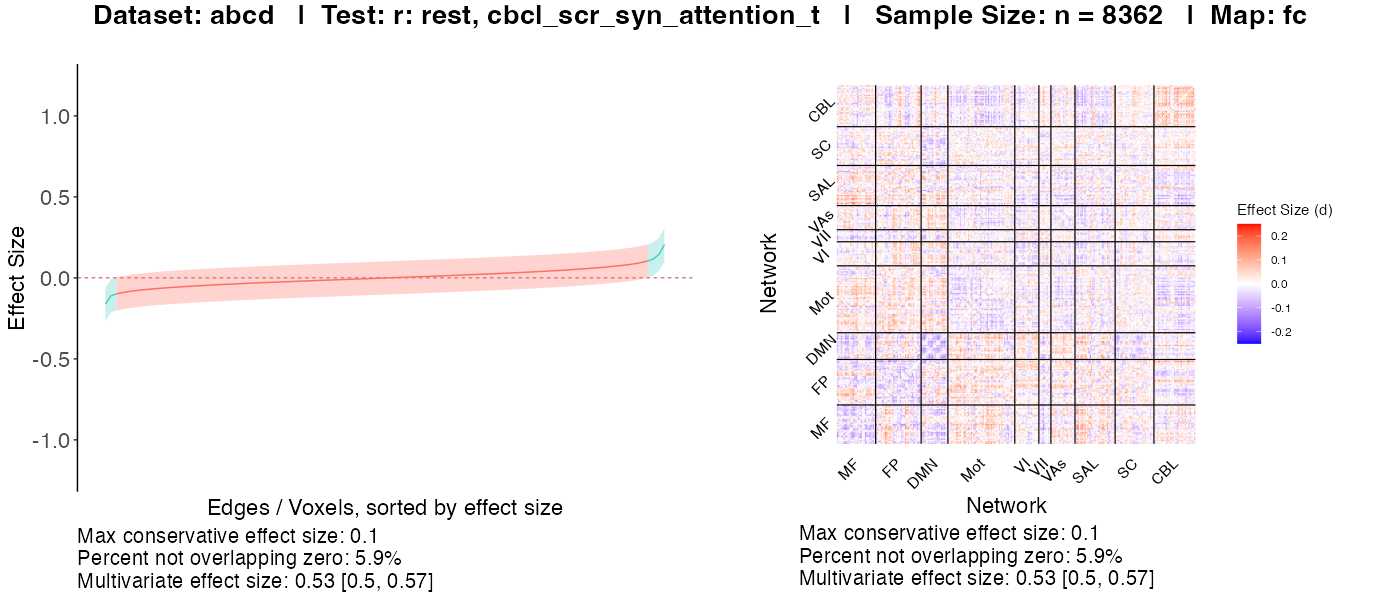 Dataset: abcd | Test: r: rest, cbcl_scr_syn_attention_t | Sample Size: n = 8362 | Map: fc
Effect Size
1.0
0.5
0.0
-0.5
-1.0
Edges / Voxels, sorted by effect size
Max conservative effect size: 0.1
Percent not overlapping zero: 5.9%
Multivariate effect size: 0.53 [0.5, 0.57]
Network
CBL
SC
SAL
VAs
VII
VI
Mot
DMN
FP
MF
MF
FP
DMN
Mot
VI
VII
VAs
SAL
SC
CBL
Network
Max conservative effect size: 0.1
Percent not overlapping zero: 5.9%
Multivariate effect size: 0.53 [0.5, 0.57]
Effect Size (d)
0.2
0.1
0.0
-0.1
-0.2